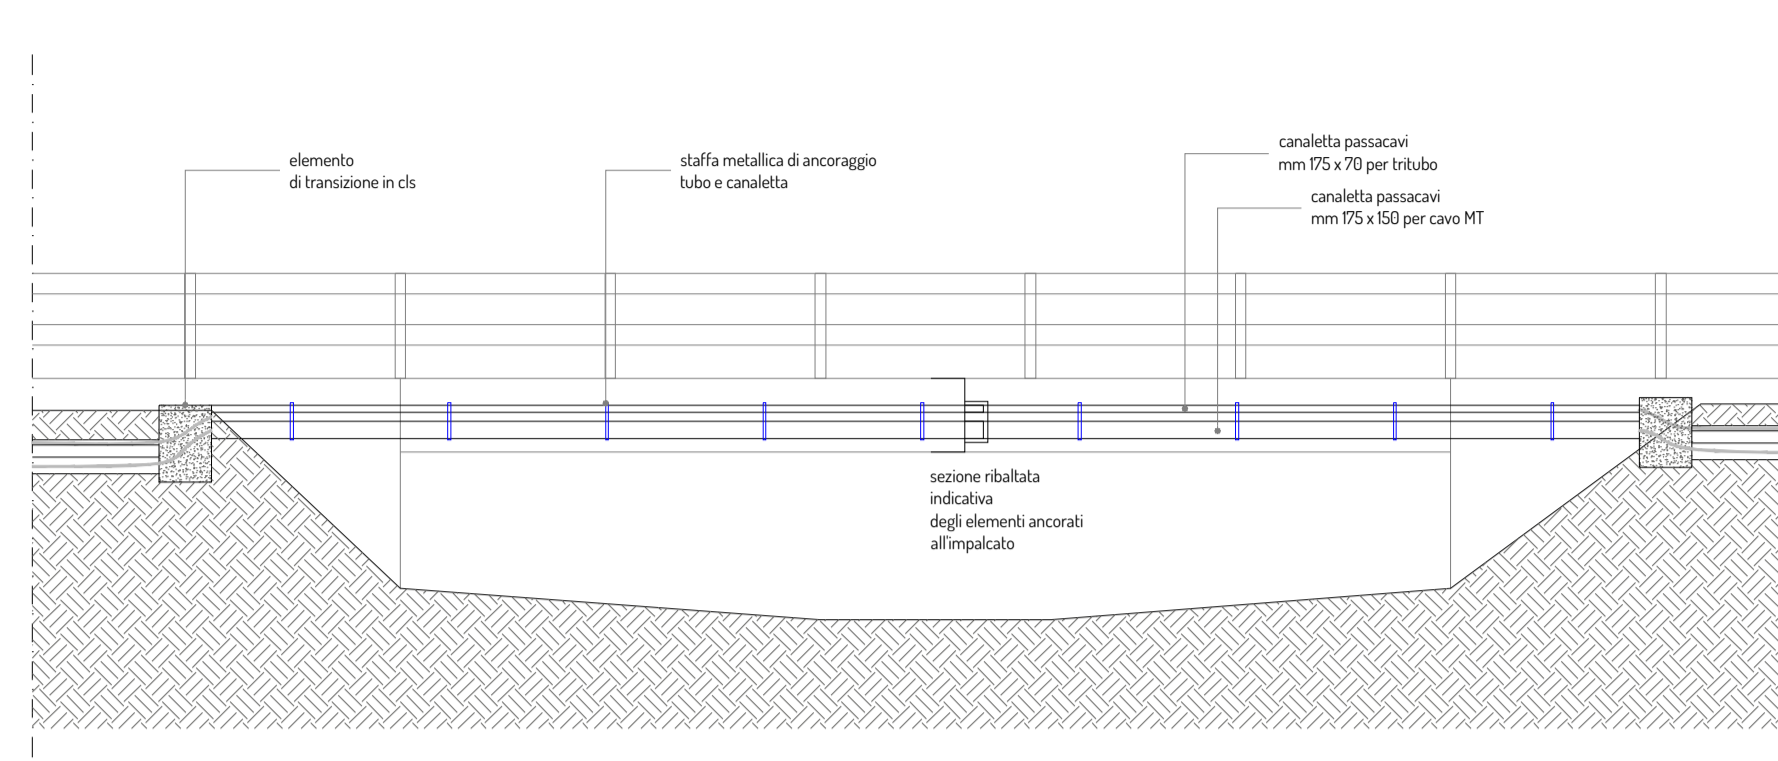 elemento
di transizione in cls
staffa metallica di ancoraggio
tubo e canaletta
canaletta passacavi
mm 175 x 70 per tritubo
canaletta passacavi
mm 175 x 150 per cavo MT
sezione ribaltata
indicativa
degli elementi ancorati
all'impalcato